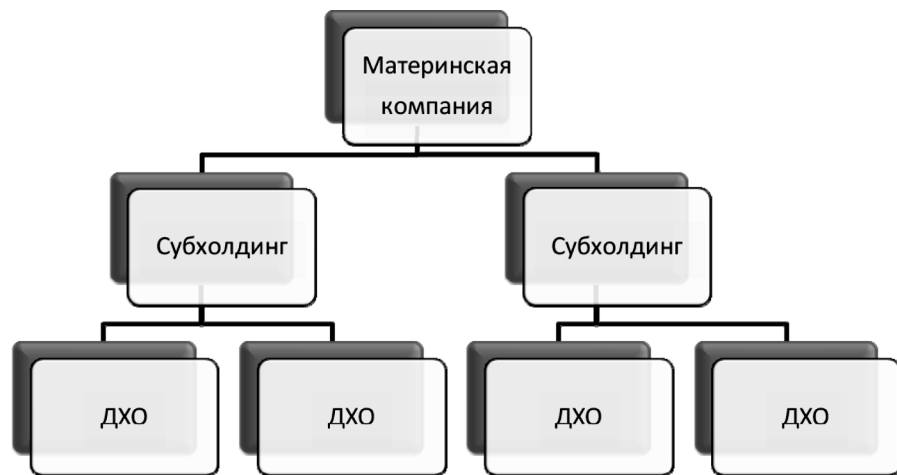 Материнская
компания
Субхолдинг
Субхолдинг
ДХО
ДХО
ДХО
ДХО